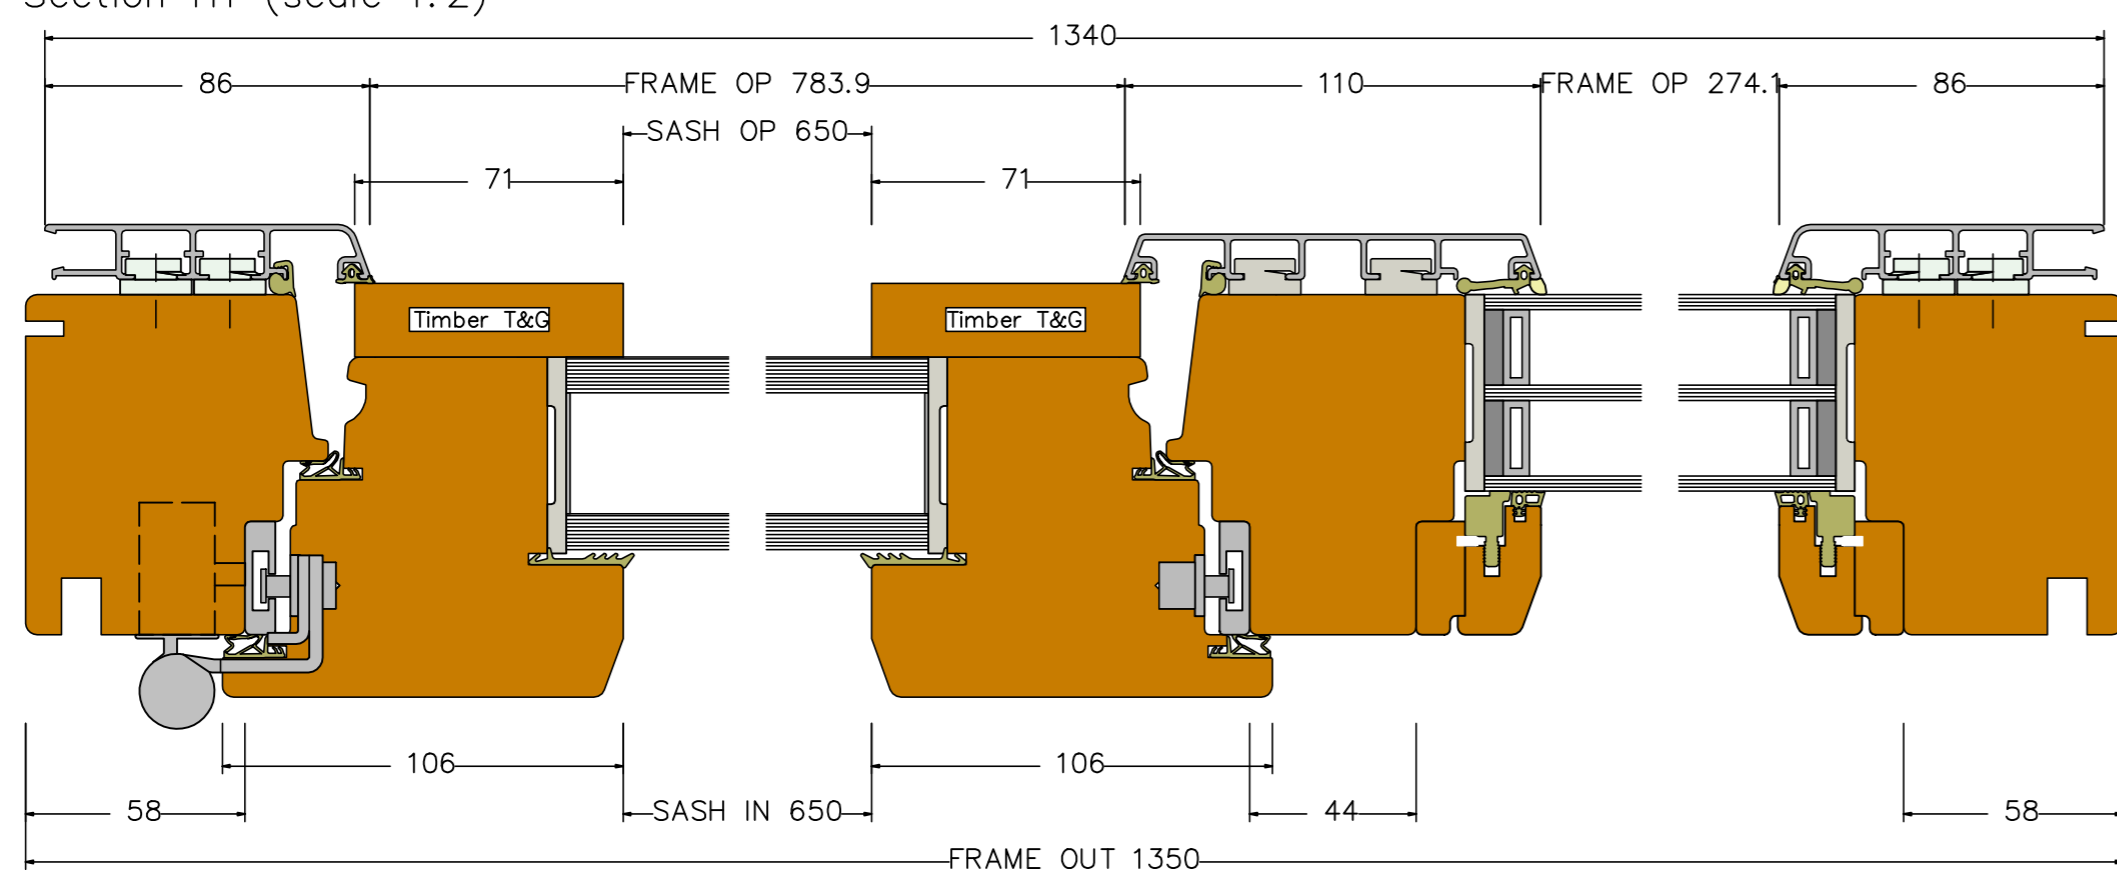 1340
86 FRAME OP 783.9 110 FRAME OP 274.1 86
SASH OP 650
71 71
Timber T&G Timber T&G
106 106
58 SASH IN 650 44 58
FRAME OUT 1350